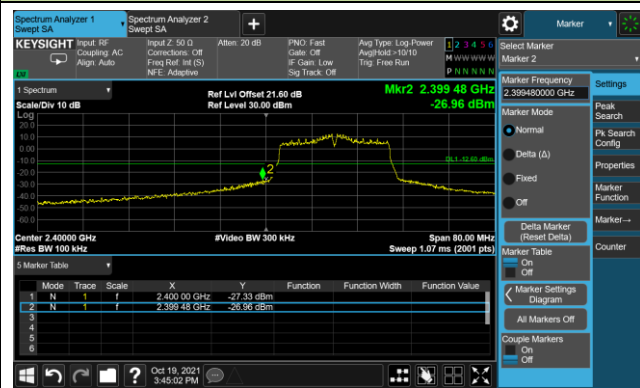 Spectrum Analyzer 1
Swept SA
Spectrum Analyzer 2
Swept SA
Marker
KEYSIGHT
Input: RF
Coupling: AC
Align: Auto
Input Z: 50 Ω
Corrections: Off
Freq Ref: Int (S)
NFE: Adaptive
Atten: 20 dB
PNO: Fast
Gate: Off
IF Gain: Low
Sig Track: Off
Avg Type: Log-Power
Avg|Hold:>10/10
Trig: Free Run
1 2 3 4 5 6
M W W W W W
P N N N N N
LXI
Select Marker
Marker 2
1 Spectrum
Scale/Div 10 dB
Ref Lvl Offset 21.60 dB
Ref Level 30.00 dBm
Mkr2 2.399 48 GHz
-26.96 dBm
Log
20.0
10.0
0.00
-10.0
-20.0
-30.0
-40.0
-50.0
-60.0
2
DL1 -12.60 dBm
Center 2.40000 GHz
#Res BW 100 kHz
#Video BW 300 kHz
Span 80.00 MHz
Sweep 1.07 ms (2001 pts)
5 Marker Table
Mode Trace Scale X Y Function Function Width Function Value
1 N 1 f 2.400 00 GHz -27.33 dBm
2 N 1 f 2.399 48 GHz -26.96 dBm
3
4
5
6
Marker Frequency
2.399480000 GHz
Marker Mode
Normal
Delta (Δ)
Fixed
Off
Delta Marker
(Reset Delta)
Marker Table
On
Off
Marker Settings
Diagram
All Markers Off
Couple Markers
On
Off
Settings
Peak
Search
Pk Search
Config
Properties
Marker
Function
Marker→
Counter
?
Oct 19, 2021
3:45:02 PM